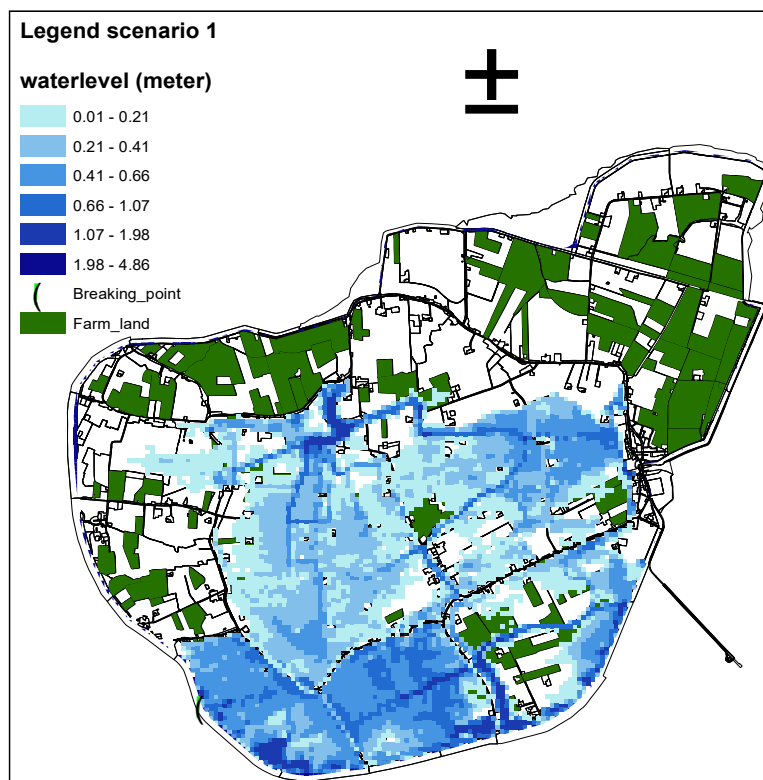 Legend scenario 1
waterlevel (meter)
0.01 - 0.21
0.21 - 0.41
0.41 - 0.66
0.66 - 1.07
1.07 - 1.98
1.98 - 4.86
Breaking_point
Farm_land